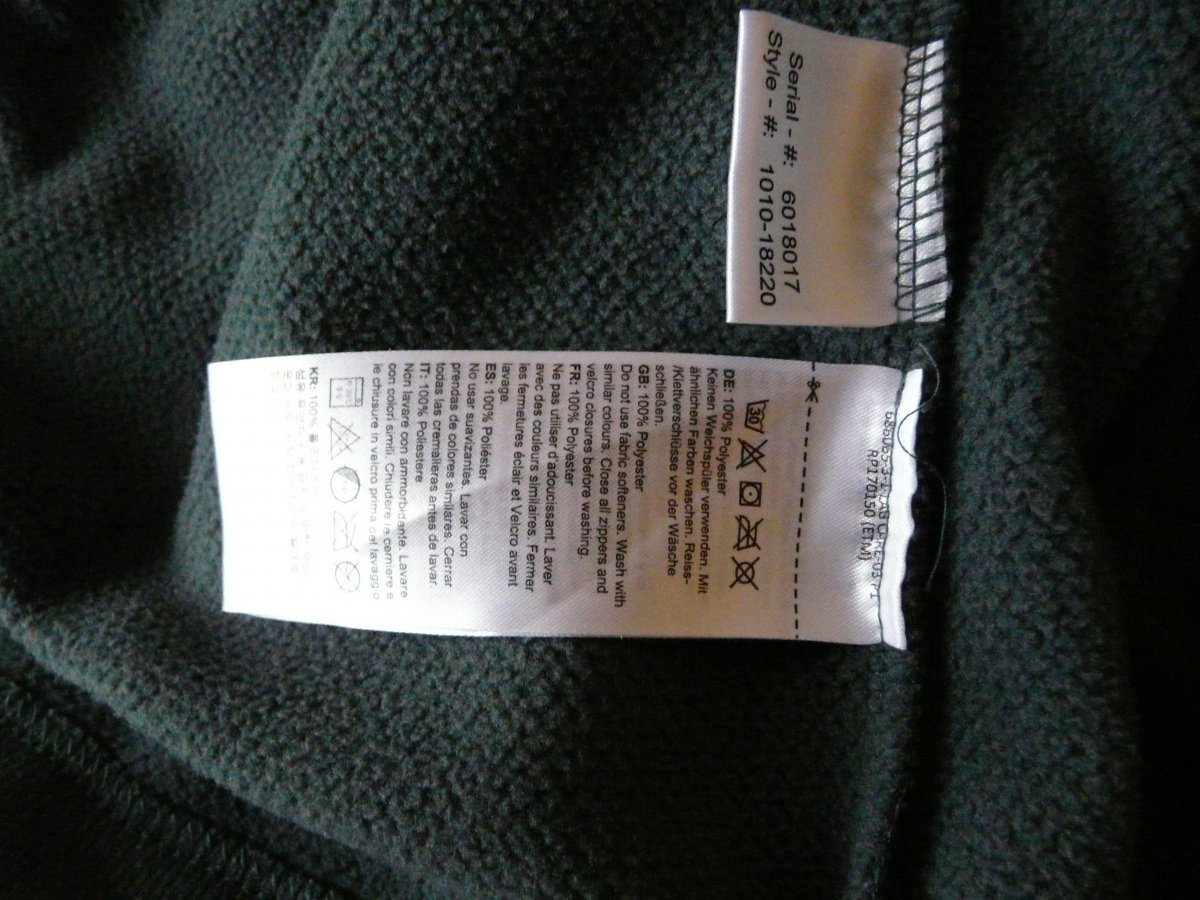 Serial - #: 6018017
Style - #: 1010-18220
RP170150 (ETM)
30
DE: 100% Polyester
Keinen Weichspüler verwenden. Mit
ähnlichen Farben waschen. Reiss-
/Klettverschlüsse vor der Wäsche
schließen.
GB: 100% Polyester
Do not use fabric softeners. Wash with
similar colours. Close all zippers and
velcro closures before washing.
FR: 100% Polyester
Ne pas utiliser d'adoucissant. Laver
avec des couleurs similaires. Fermer
les fermetures éclair et Velcro avant
lavage.
ES: 100% Poliéster
No usar suavizantes. Lavar con
prendas de colores similares. Cerrar
todas las cremalleras antes de lavar.
IT: 100% Poliestere
Non lavare con ammorbidente. Lavare
con colori simili. Chiudere le cerniere e
le chiusure in velcro prima del lavaggio
KR: 100%